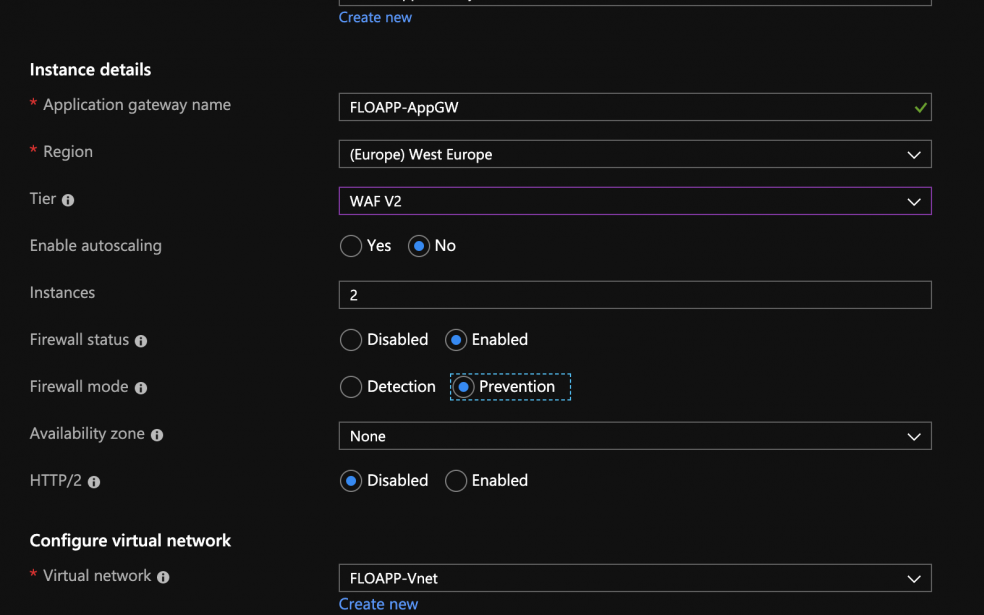 Create new
Instance details
* Application gateway name
FLOAPP-AppGW
* Region
(Europe) West Europe
Tier
WAF V2
Enable autoscaling
Yes No
Instances
2
Firewall status
Disabled Enabled
Firewall mode
Detection Prevention
Availability zone
None
HTTP/2
Disabled Enabled
Configure virtual network
* Virtual network
FLOAPP-Vnet
Create new